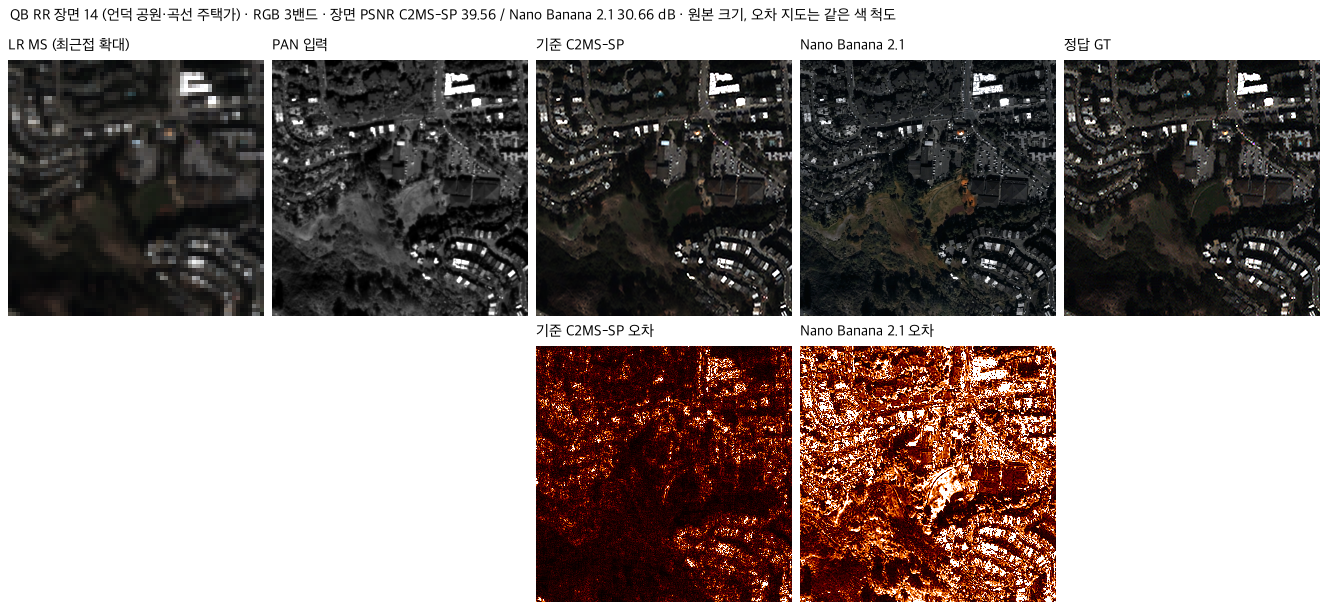 QB RR 장면 14 (언덕 공원·곡선 주택가) · RGB 3밴드 · 장면 PSNR C2MS-SP 39.56 / Nano Banana 2.1 30.66 dB · 원본 크기, 오차 지도는 같은 색 척도
LR MS (최근접 확대)
PAN 입력
기준 C2MS-SP
Nano Banana 2.1
정답 GT
기준 C2MS-SP 오차
Nano Banana 2.1 오차